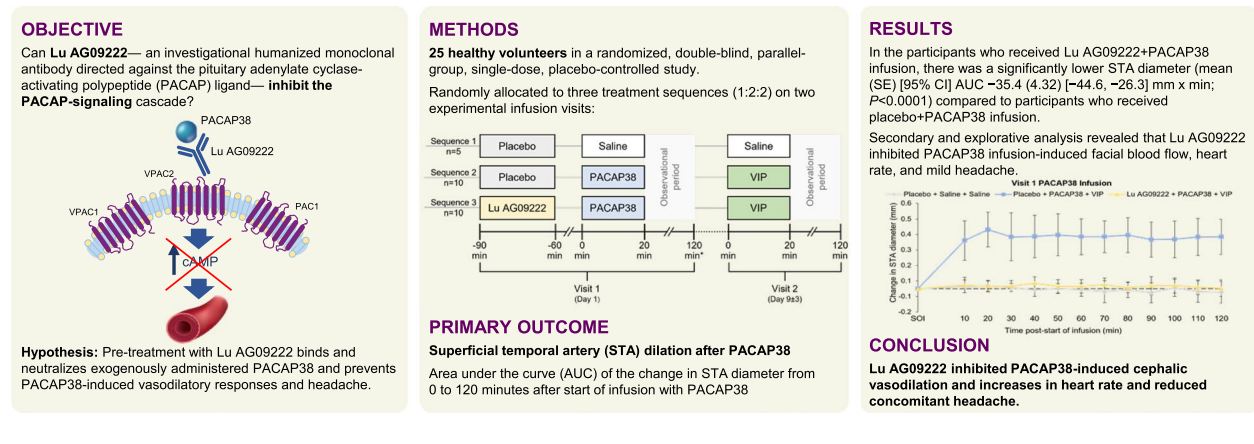 OBJECTIVE
Can Lu AG09222— an investigational humanized monoclonal
antibody directed against the pituitary adenylate cyclase-
activating polypeptide (PACAP) ligand— inhibit the
PACAP-signaling cascade?
PACAP38
Lu AG09222
VPAC2
VPAC1
PAC1
cAMP
Hypothesis: Pre-treatment with Lu AG09222 binds and
neutralizes exogenously administered PACAP38 and prevents
PACAP38-induced vasodilatory responses and headache.
METHODS
25 healthy volunteers in a randomized, double-blind, parallel-
group, single-dose, placebo-controlled study.
Randomly allocated to three treatment sequences (1:2:2) on two
experimental infusion visits:
Sequence 1
n=5
Placebo
Saline
Saline
Sequence 2
n=10
Placebo
PACAP38
VIP
Sequence 3
n=10
Lu AG09222
PACAP38
VIP
Observational
period
Observational
period
-90
min
-60
min
0
min
20
min
120
min*
0
min
20
min
120
min
Visit 1
(Day 1)
Visit 2
(Day 9±3)
PRIMARY OUTCOME
Superficial temporal artery (STA) dilation after PACAP38
Area under the curve (AUC) of the change in STA diameter from
0 to 120 minutes after start of infusion with PACAP38
RESULTS
In the participants who received Lu AG09222+PACAP38
infusion, there was a significantly lower STA diameter (mean
(SE) [95% CI] AUC −35.4 (4.32) [−44.6, −26.3] mm x min;
P<0.0001) compared to participants who received
placebo+PACAP38 infusion.
Secondary and explorative analysis revealed that Lu AG09222
inhibited PACAP38 infusion-induced facial blood flow, heart
rate, and mild headache.
Visit 1 PACAP38 Infusion
Placebo + Saline + Saline
Placebo + PACAP38 + VIP
Lu AG09222 + PACAP38 + VIP
Change in STA diameter (mm)
0.6
0.5
0.4
0.3
0.2
0.1
-0.1
-0.2
SOI
10
20
30
40
50
60
70
80
90
100
110
120
Time post-start of infusion (min)
CONCLUSION
Lu AG09222 inhibited PACAP38-induced cephalic
vasodilation and increases in heart rate and reduced
concomitant headache.